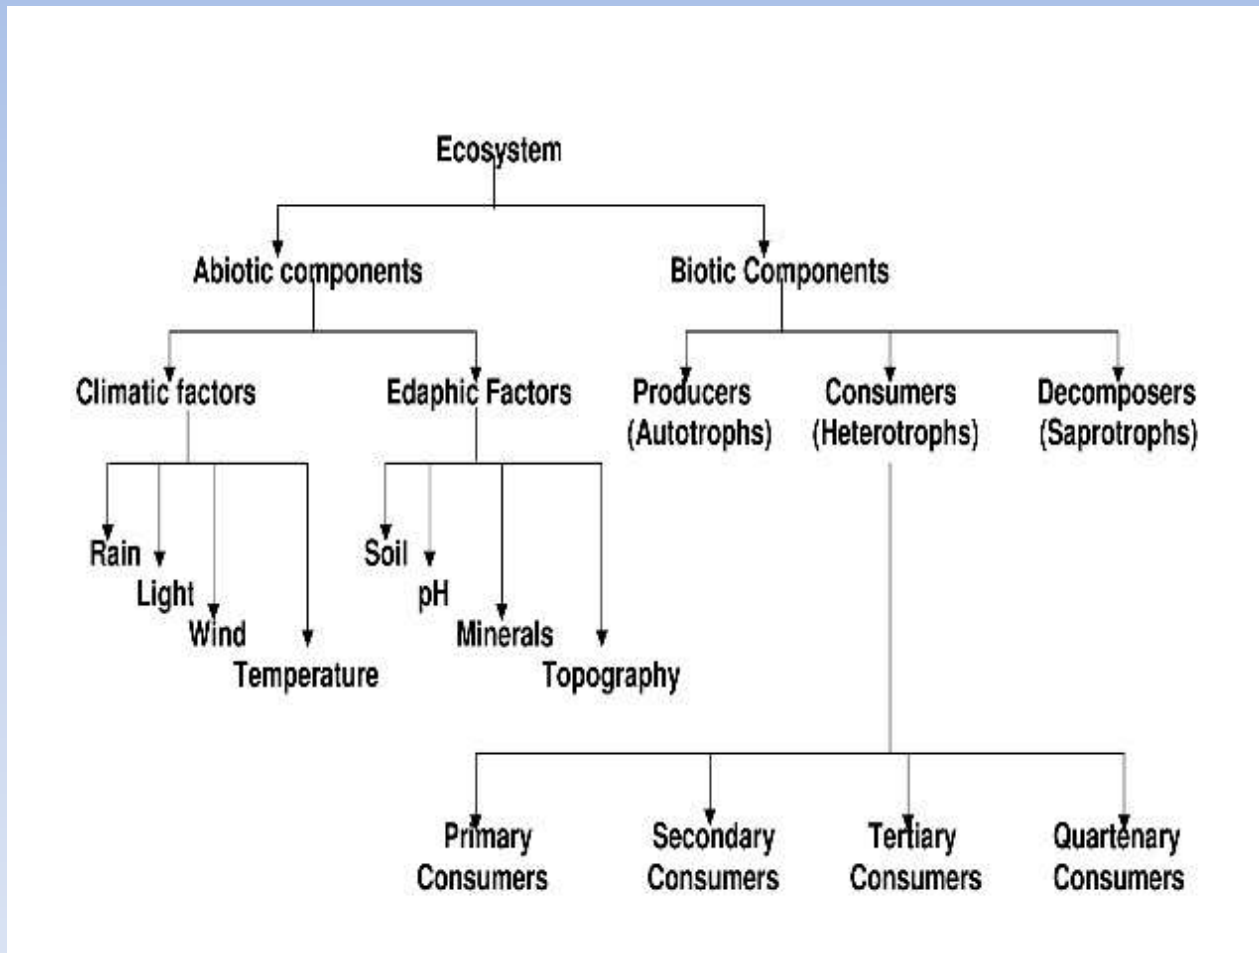 Ecosystem
Abiotic components
Biotic Components
Climatic factors
Edaphic Factors
Producers
(Autotrophs)
Consumers
(Heterotrophs)
Decomposers
(Saprotrophs)
Rain
Light
Wind
Temperature
Soil
pH
Minerals
Topography
Primary
Consumers
Secondary
Consumers
Tertiary
Consumers
Quartenary
Consumers